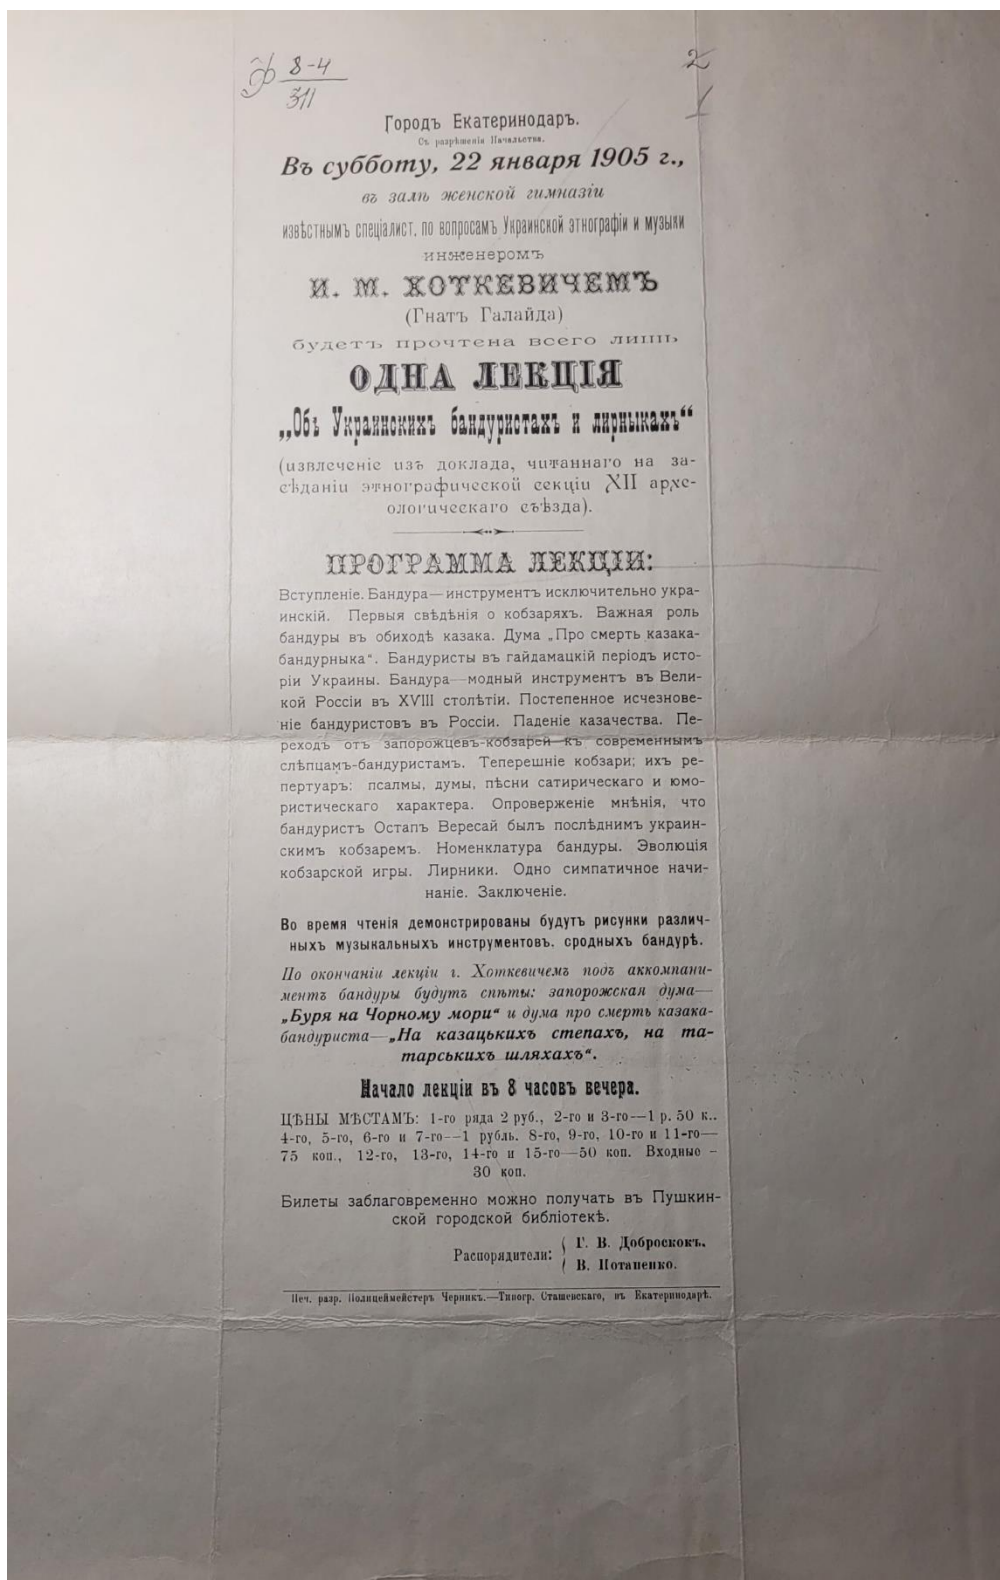 Ф 8-4
311
2
1
Городъ Екатеринодаръ.
Съ разрѣшенія Начальства.
Въ субботу, 22 января 1905 г.,
въ залѣ женской гимназіи
извѣстнымъ спеціалист. по вопросамъ Украинской этнографіи и музыки
инженеромъ
И. М. ХОТКЕВИЧЕМЪ
(Гнатъ Галайда)
будетъ прочтена всего лишь
ОДНА ЛЕКЦІЯ
„Объ Украинскихъ бандуристахъ и лирныкахъ“
(извлеченіе изъ доклада, читаннаго на за-
сѣданіи этнографической секціи XII архе-
ологическаго съѣзда).
ПРОГРАММА ЛЕКЦІИ:
Вступленіе. Бандура—инструментъ исключительно укра-
инскій. Первыя свѣдѣнія о кобзаряхъ. Важная роль
бандуры въ обиходѣ казака. Дума „Про смерть казака-
бандурныка“. Бандуристы въ гайдамацкій періодъ исто-
ріи Украины. Бандура—модный инструментъ въ Вели-
кой Россіи въ XVIII столѣтіи. Постепенное исчезнове-
ніе бандуристовъ въ Россіи. Паденіе казачества. Пе-
реходъ отъ запорожцевъ-кобзарей къ современнымъ
слѣпцамъ-бандуристамъ. Теперешніе кобзари; ихъ ре-
пертуаръ: псалмы, думы, пѣсни сатирическаго и юмо-
ристическаго характера. Опроверженіе мнѣнія, что
бандуристъ Остапъ Вересай былъ послѣднимъ украин-
скимъ кобзаремъ. Номенклатура бандуры. Эволюція
кобзарской игры. Лирники. Одно симпатичное начи-
наніе. Заключеніе.
Во время чтенія демонстрированы будутъ рисунки различ-
ныхъ музыкальныхъ инструментовъ. сродныхъ бандурѣ.
По окончаніи лекціи г. Хоткевичемъ подъ аккомпани-
ментъ бандуры будутъ спѣты: запорожская дума—
„Буря на Чорному мори“ и дума про смерть казака-
бандуриста—„На казацькихъ степахъ, на та-
тарськихъ шляхахъ“.
Начало лекціи въ 8 часовъ вечера.
ЦѢНЫ МѢСТАМЪ: 1-го ряда 2 руб., 2-го и 3-го—1 р. 50 к..
4-го, 5-го, 6-го и 7-го—1 рубль. 8-го, 9-го, 10-го и 11-го—
75 коп., 12-го, 13-го, 14-го и 15-го—50 коп. Входные –
30 коп.
Билеты заблаговременно можно получать въ Пушкин-
ской городской библіотекѣ.
Распорядители: Г. В. Доброскокъ.
В. Потапенко.
Печ. разр. Полицеймейстеръ Черникъ.—Типогр. Сташевскаго, въ Екатеринодарѣ.